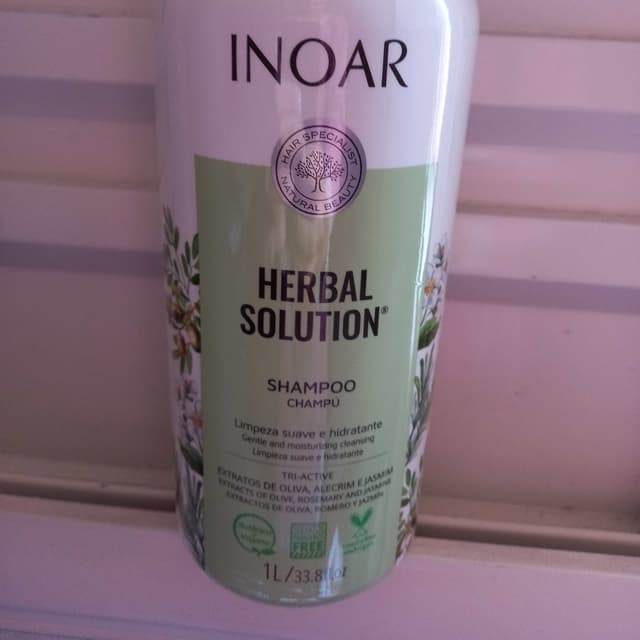 INOAR
HAIR SPECIALIST
NATURAL BEAUTY
HERBAL
SOLUTION®
SHAMPOO
CHAMPÚ
Limpeza suave e hidratante
Gentle and moisturizing cleansing
Limpieza suave e hidratante
TRI-ACTIVE
EXTRATOS DE OLIVA, ALECRIM E JASMIM
EXTRACTS OF OLIVE, ROSEMARY AND JASMINE
EXTRACTOS DE OLIVA, ROMERO Y JAZMÍN
FREE
1L/33.8fl.oz